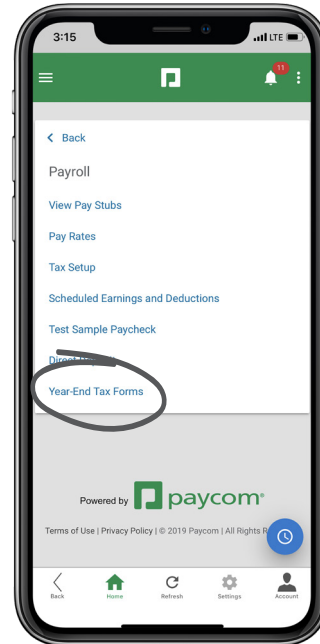 3:15
LTE
11
Back
Payroll
View Pay Stubs
Pay Rates
Tax Setup
Scheduled Earnings and Deductions
Test Sample Paycheck
Year-End Tax Forms
Powered by paycom®
Terms of Use | Privacy Policy | © 2019 Paycom | All Rights
Back Home Refresh Settings Account